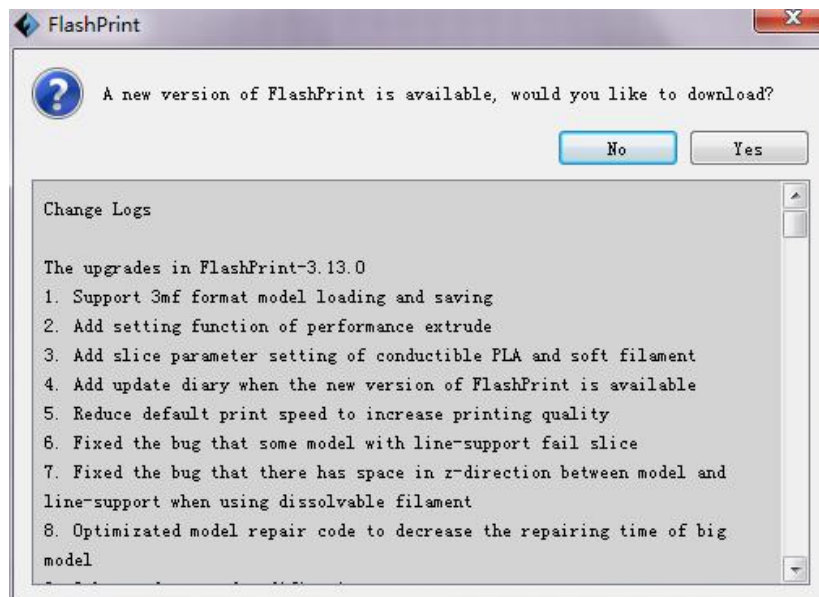 FlashPrint
A new version of FlashPrint is available, would you like to download?
No
Yes
Change Logs
The upgrades in FlashPrint-3.13.0
1. Support 3mf format model loading and saving
2. Add setting function of performance extrude
3. Add slice parameter setting of conductible PLA and soft filament
4. Add update diary when the new version of FlashPrint is available
5. Reduce default print speed to increase printing quality
6. Fixed the bug that some model with line-support fail slice
7. Fixed the bug that there has space in z-direction between model and
line-support when using dissolvable filament
8. Optimizated model repair code to decrease the repairing time of big
model